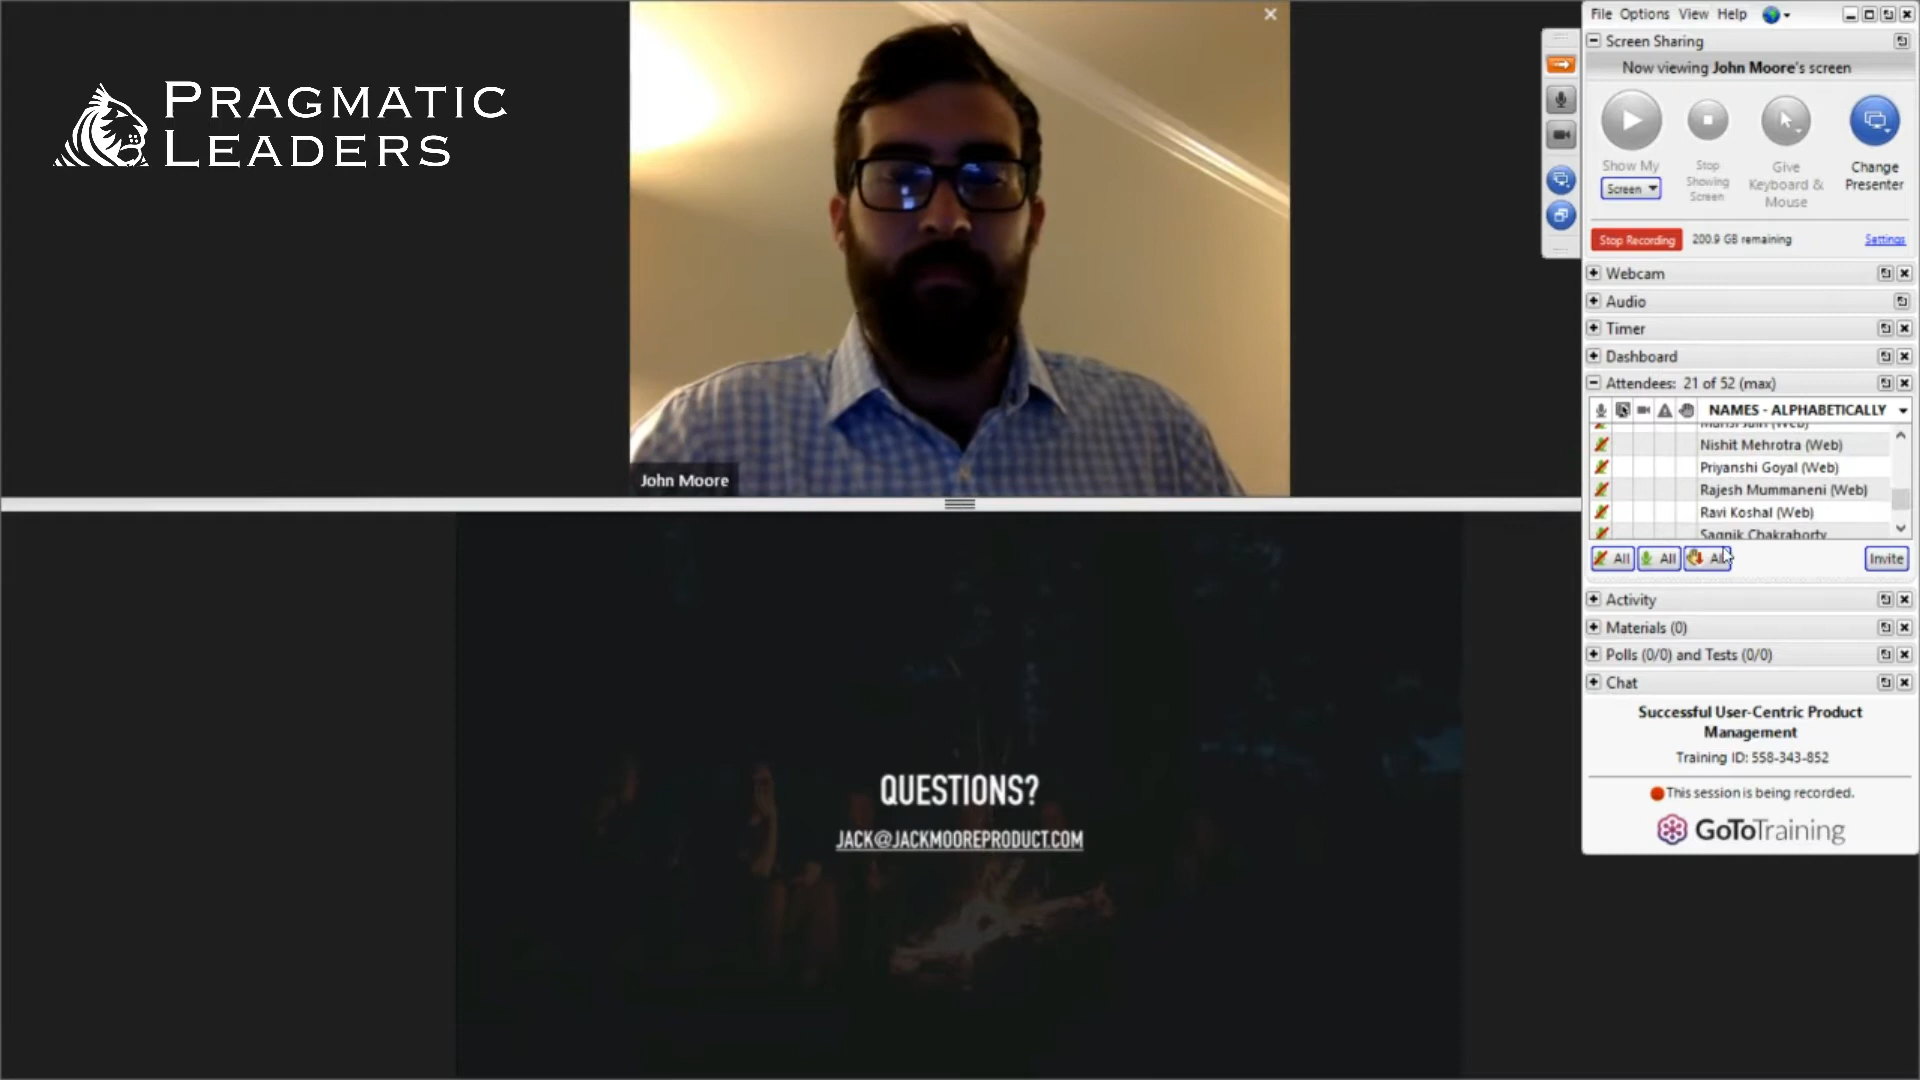 PRAGMATIC
LEADERS
John Moore
QUESTIONS?
JACK@JACKMOOREPRODUCT.COM
File Options View Help
Screen Sharing
Now viewing John Moore's screen
Show My
Screen
Stop
Showing
Screen
Give
Keyboard &
Mouse
Change
Presenter
Stop Recording
200.9 GB remaining
Settings
Webcam
Audio
Timer
Dashboard
Attendees: 21 of 52 (max)
NAMES - ALPHABETICALLY
Nishit Mehrotra (Web)
Priyanshi Goyal (Web)
Rajesh Mummaneni (Web)
Ravi Koshal (Web)
Sagnik Chakraborty
All
All
All
Invite
Activity
Materials (0)
Polls (0/0) and Tests (0/0)
Chat
Successful User-Centric Product
Management
Training ID: 558-343-852
This session is being recorded.
GoToTraining